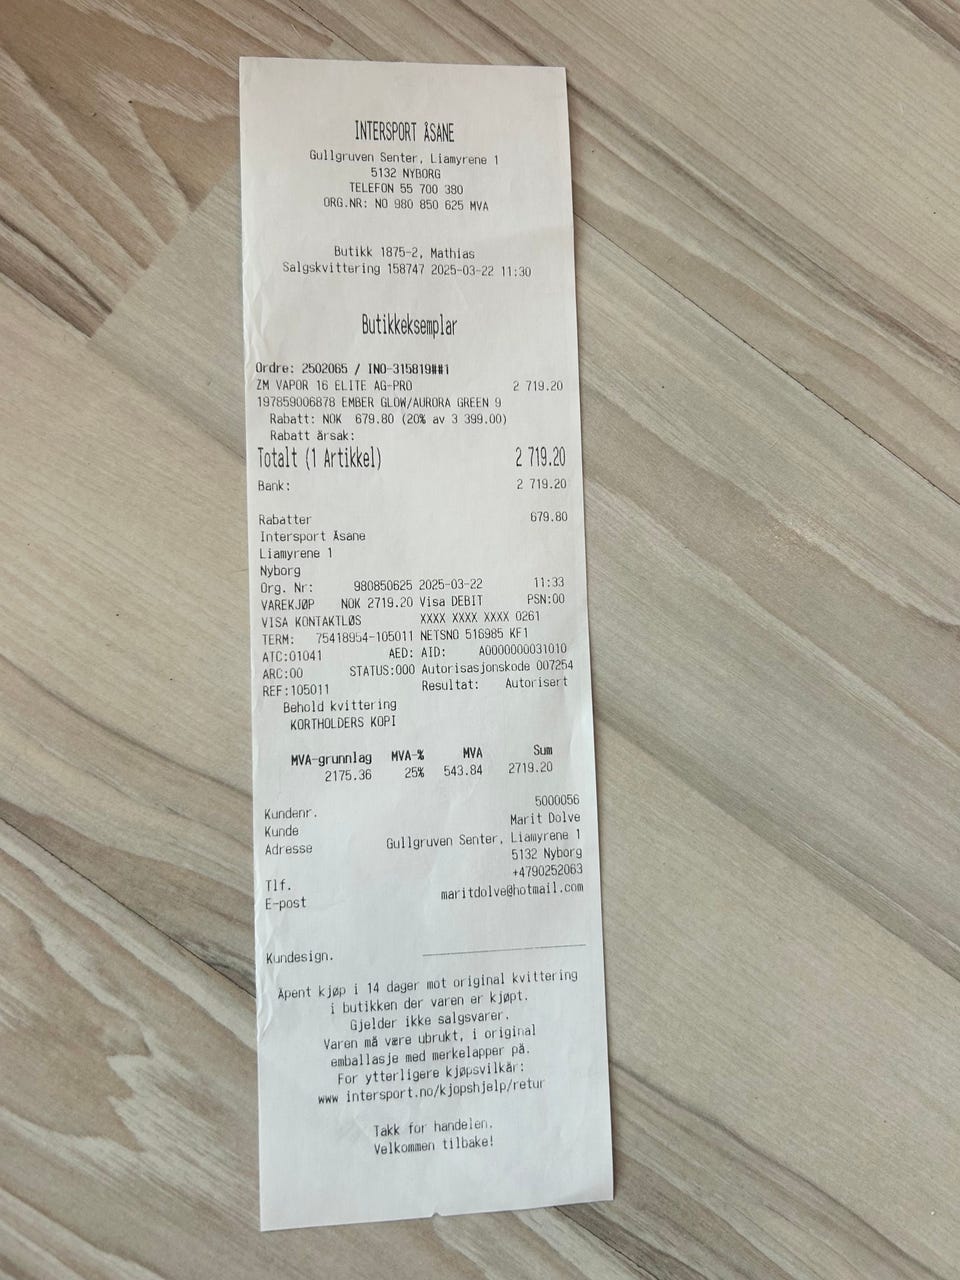 INTERSPORT ÅSANE
Gullgruven Senter, Liamyrene 1
5132 NYBORG
TELEFON 55 700 380
ORG.NR: NO 980 850 625 MVA
Butikk 1875-2, Mathias
Salgskvittering 158747 2025-03-22 11:30
Butikkeksemplar
Ordre: 2502065 / INO-315819##1
ZM VAPOR 16 ELITE AG-PRO 2 719.20
197859006878 EMBER GLOW/AURORA GREEN 9
Rabatt: NOK 679.80 (20% av 3 399.00)
Rabatt årsak:
Totalt (1 Artikkel) 2 719.20
Bank: 2 719.20
Rabatter 679.80
Intersport Åsane
Liamyrene 1
Nyborg
Org. Nr: 980850625 2025-03-22 11:33
VAREKJØP NOK 2719.20 Visa DEBIT PSN:00
VISA KONTAKTLØS XXXX XXXX XXXX 0261
TERM: 75418954-105011 NETSNO 516985 KF1
ATC:01041 AED: AID: A0000000031010
ARC:00 STATUS:000 Autorisasjonskode 007254
REF:105011 Resultat: Autorisert
Behold kvittering
KORTHOLDERS KOPI
MVA-grunnlag MVA-% MVA Sum
2175.36 25% 543.84 2719.20
Kundenr. 5000056
Kunde Marit Dolve
Adresse Gullgruven Senter, Liamyrene 1
5132 Nyborg
Tlf. +4790252063
E-post maritdolve@hotmail.com
Kundesign.
Åpent kjøp i 14 dager mot original kvittering
i butikken der varen er kjøpt.
Gjelder ikke salgsvarer.
Varen må være ubrukt, i original
emballasje med merkelapper på.
For ytterligere kjøpsvilkår:
www intersport.no/kjopshjelp/retur
Takk for handelen.
Velkommen tilbake!